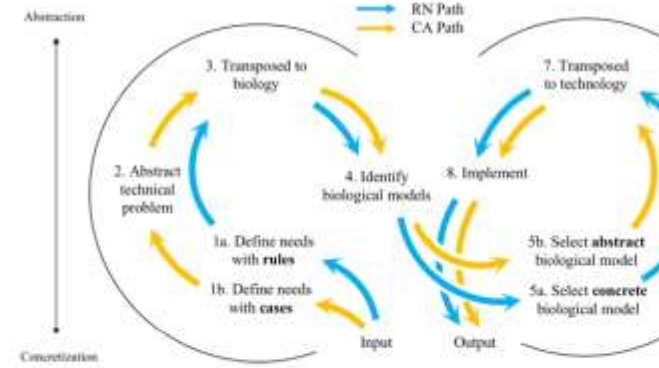 Abstraction
RN Path
CA Path
3. Transposed to
biology
7. Transposed
to technology
2. Abstract
technical
problem
4. Identify
biological models
8. Implement
1a. Define needs
with rules
5b. Select abstract
biological model
1b. Define needs
with cases
5a. Select concrete
biological model
Input
Output
Concretization